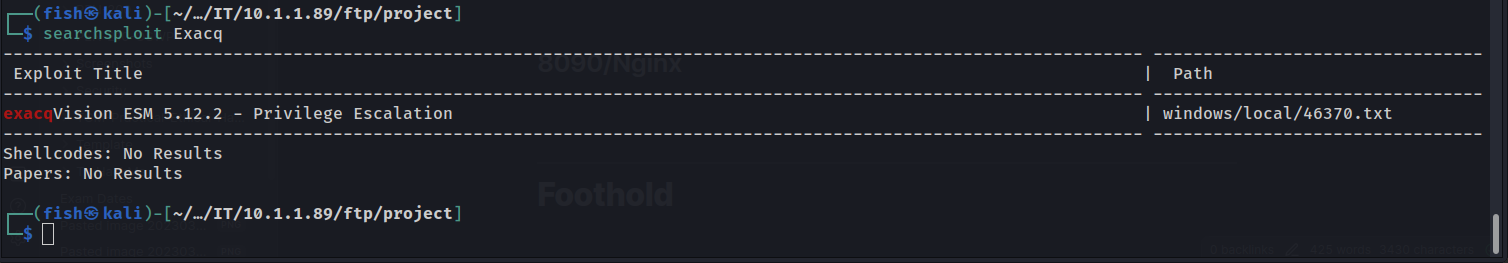 ┌──(fish㉿kali)-[~/…/IT/10.1.1.89/ftp/project]
└─$ searchsploit Exacq
Exploit Title | Path
exacqVision ESM 5.12.2 - Privilege Escalation | windows/local/46370.txt
Shellcodes: No Results
Papers: No Results
┌──(fish㉿kali)-[~/…/IT/10.1.1.89/ftp/project]
└─$
8090/Nginx
Foothold